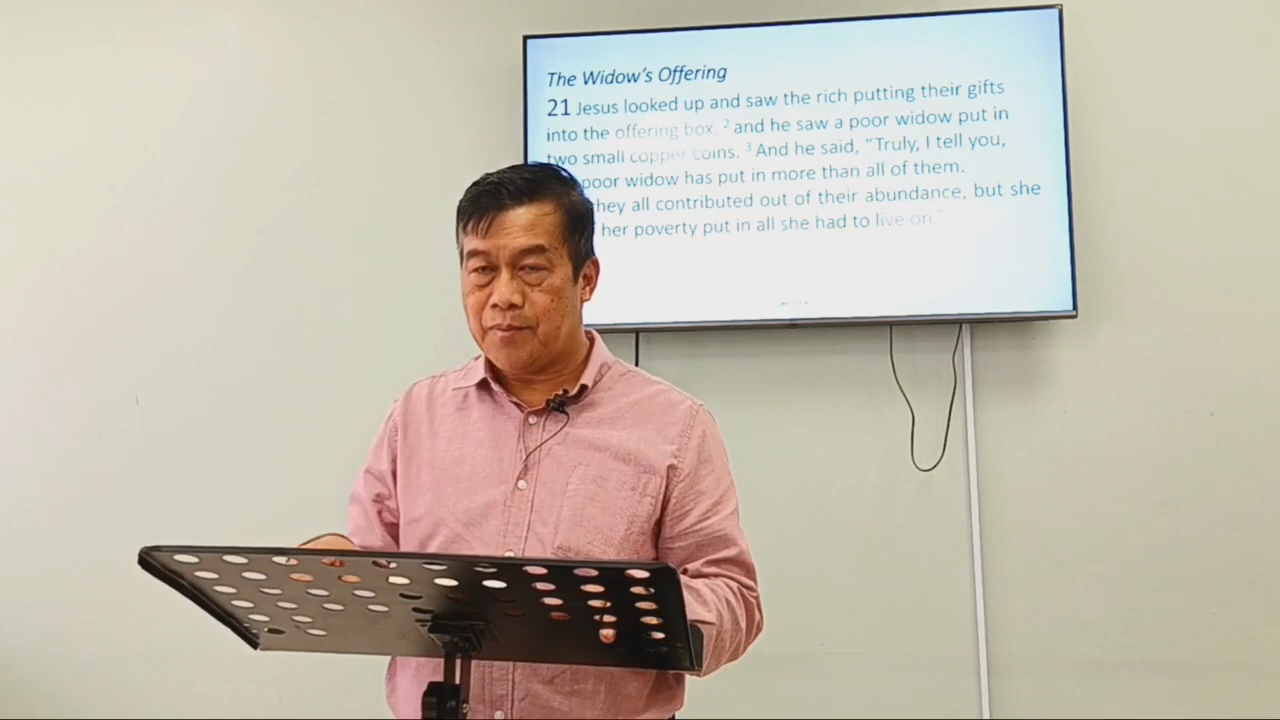 The Widow's Offering
21 Jesus looked up and saw the rich putting their gifts
into the offering box, 2 and he saw a poor widow put in
two small copper coins. 3 And he said, "Truly, I tell you,
poor widow has put in more than all of them.
they all contributed out of their abundance, but she
her poverty put in all she had to live on."